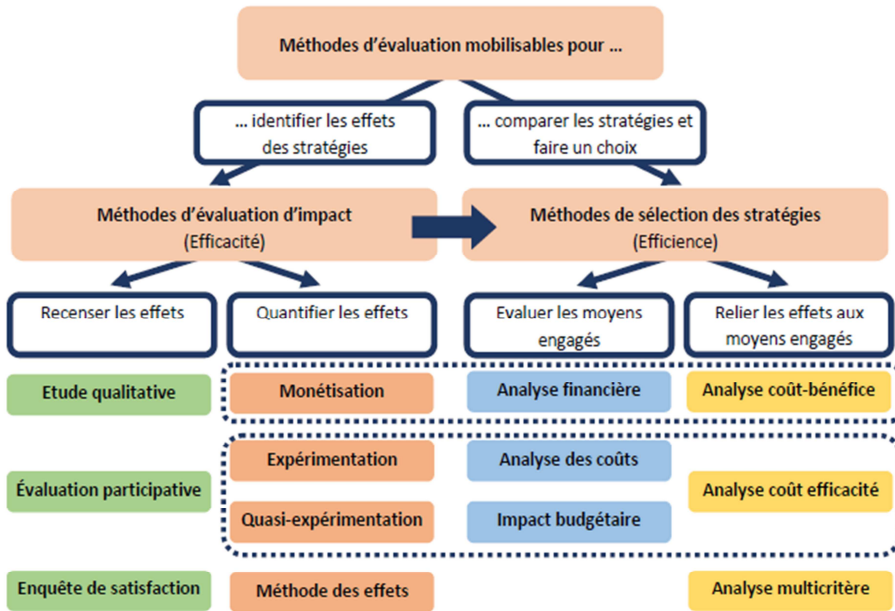 Méthodes d’évaluation mobilisables pour ...
... identifier les effets
des stratégies
... comparer les stratégies et
faire un choix
Méthodes d’évaluation d’impact
(Efficacité)
Méthodes de sélection des stratégies
(Efficience)
Recenser les effets
Quantifier les effets
Evaluer les moyens
engagés
Relier les effets aux
moyens engagés
Etude qualitative
Monétisation
Analyse financière
Analyse coût-bénéfice
Évaluation participative
Expérimentation
Quasi-expérimentation
Analyse des coûts
Impact budgétaire
Analyse coût efficacité
Enquête de satisfaction
Méthode des effets
Analyse multicritère